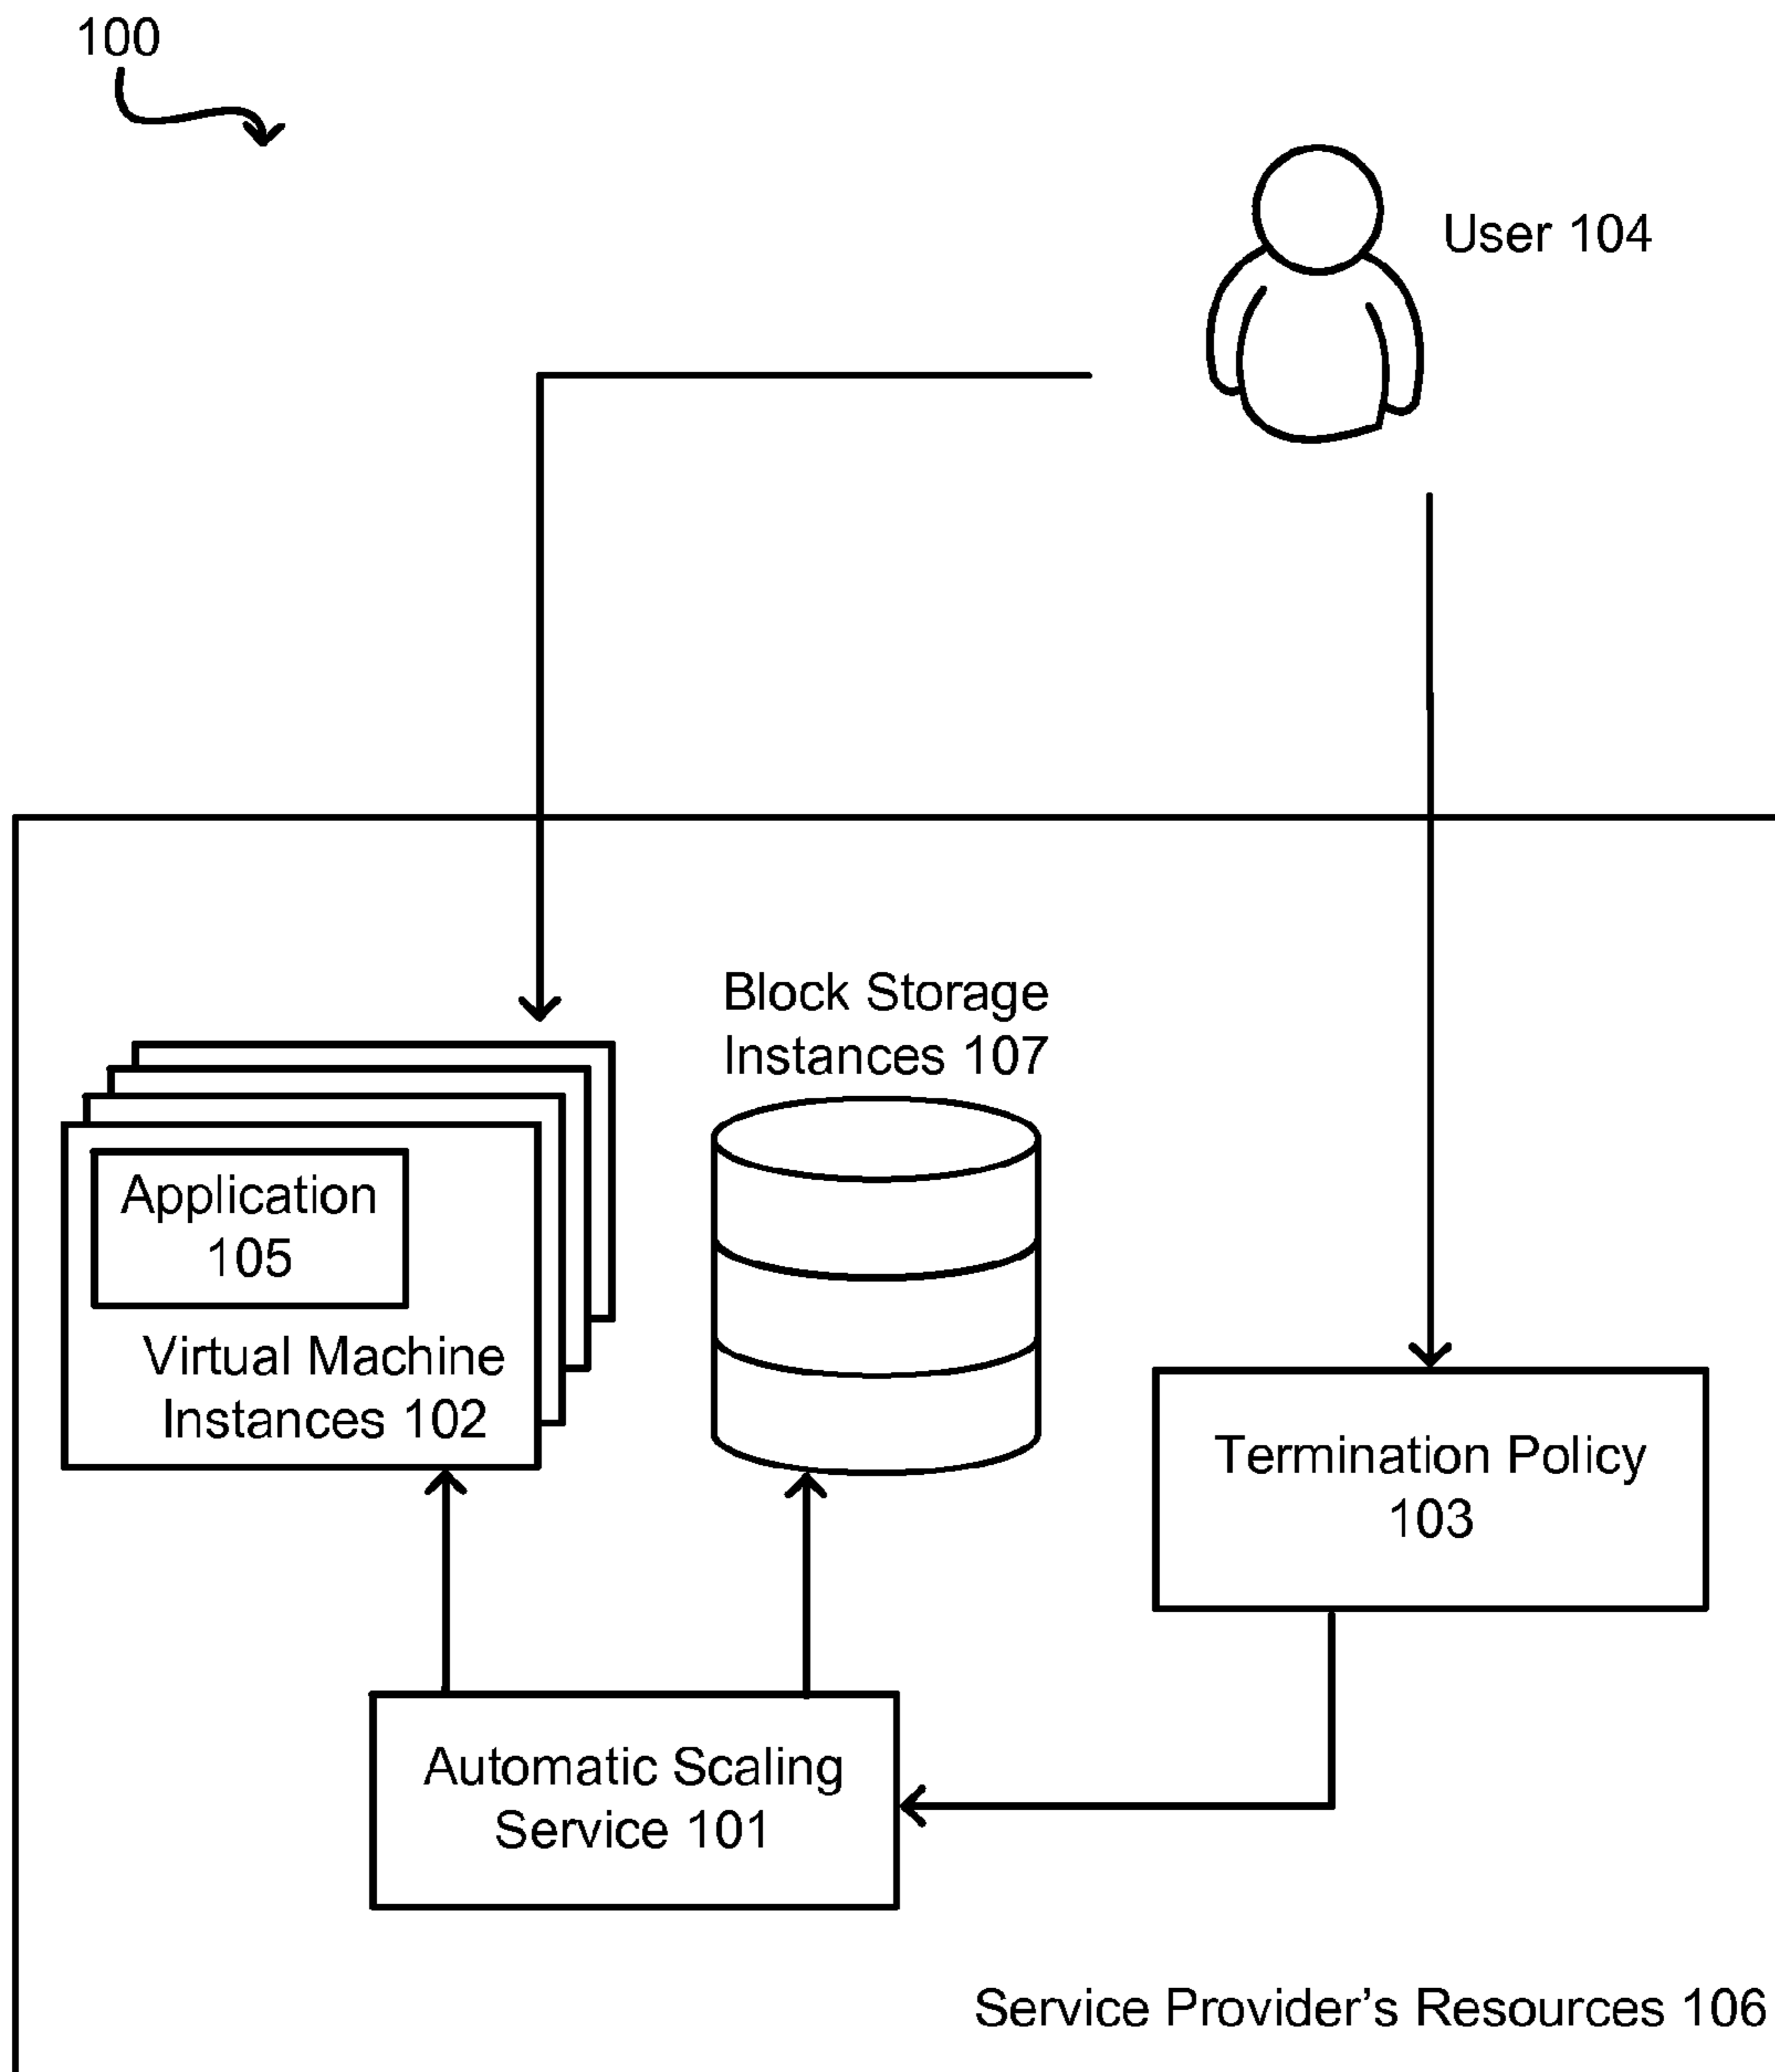 100
User 104
Block Storage
Instances 107
Application
105
Virtual Machine
Instances 102
Termination Policy
103
Automatic Scaling
Service 101
Service Provider’s Resources 106